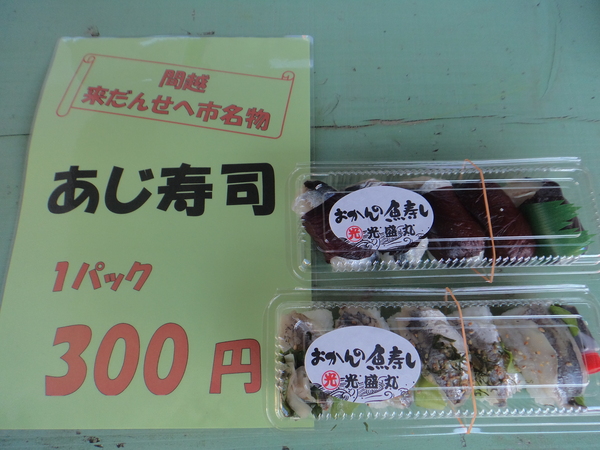 間越
来だんせへ市名物
あじ寿司
1パック
300円
おかんの魚寿し
光 光盛丸
おかんの魚寿し
光 光盛丸